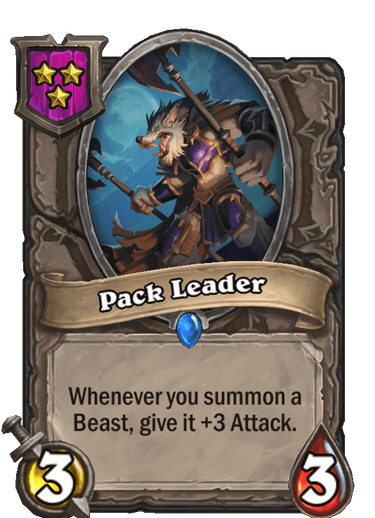 Pack Leader
Whenever you summon a
Beast, give it +3 Attack.
3
3